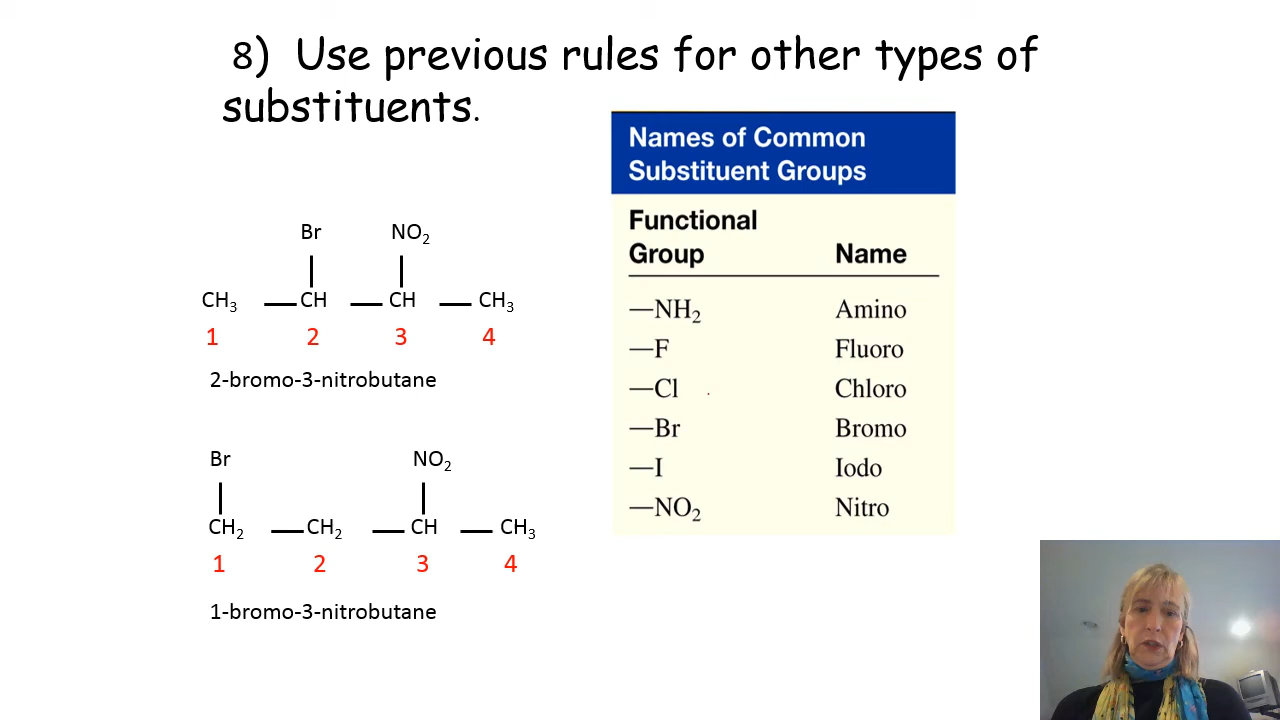 8) Use previous rules for other types of
substituents.
Names of Common
Substituent Groups
Functional
Group Name
—NH₂ Amino
—F Fluoro
—Cl Chloro
—Br Bromo
—I Iodo
—NO₂ Nitro
Br NO₂
CH₃ — CH — CH — CH₃
1 2 3 4
2-bromo-3-nitrobutane
Br NO₂
CH₂ — CH₂ — CH — CH₃
1 2 3 4
1-bromo-3-nitrobutane